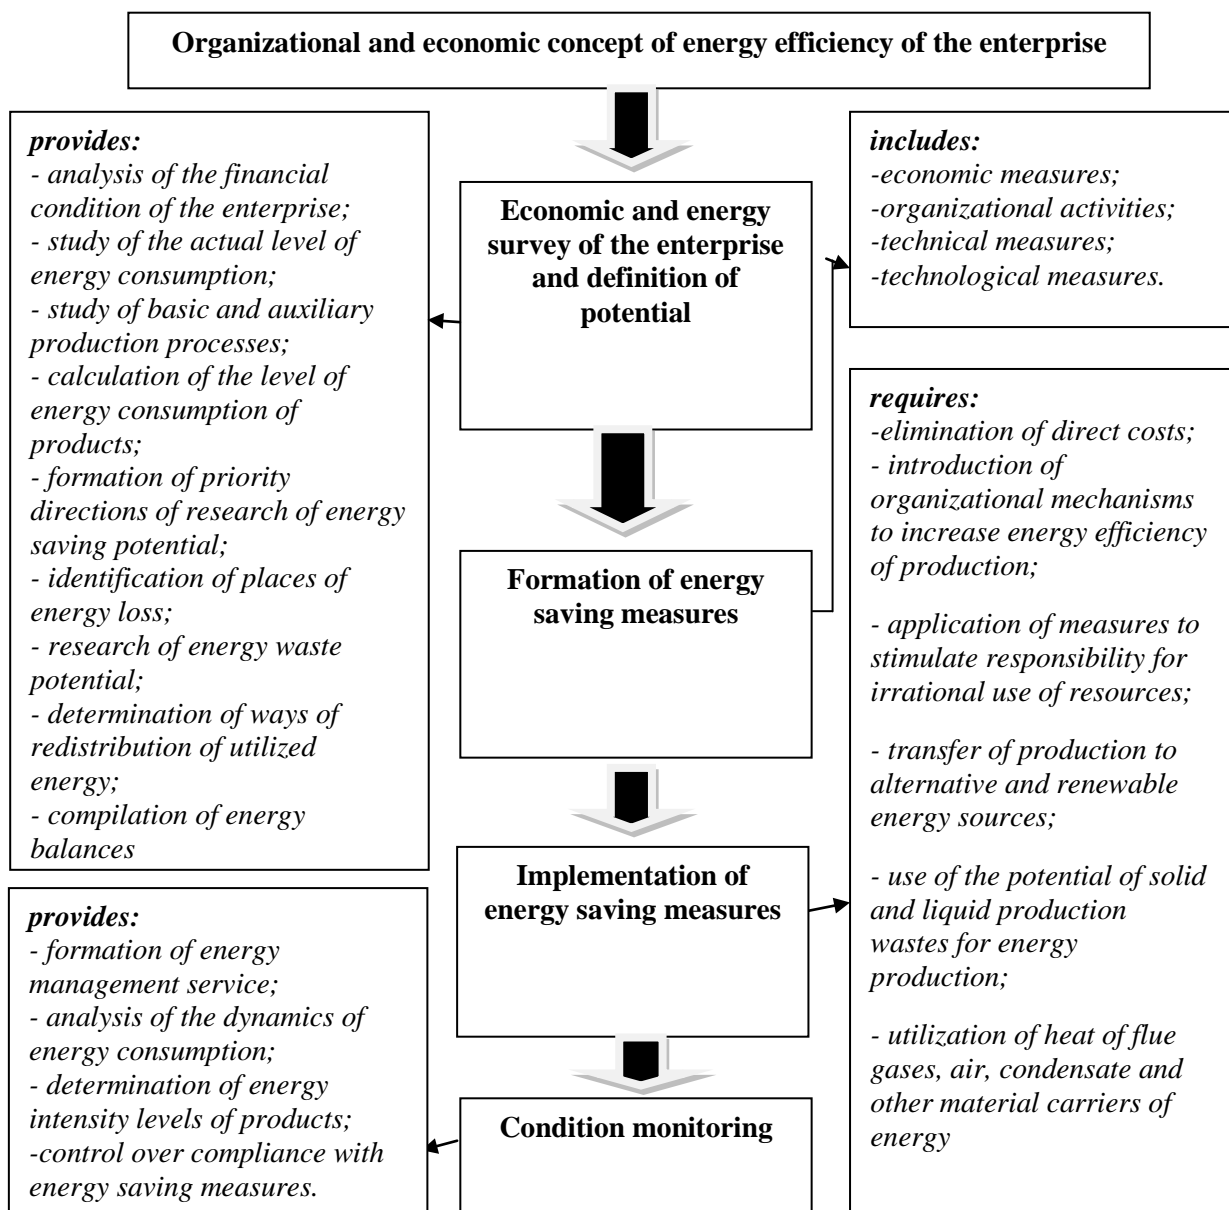 Organizational and economic concept of energy efficiency of the enterprise
provides:
- analysis of the financial
condition of the enterprise;
- study of the actual level of
energy consumption;
- study of basic and auxiliary
production processes;
- calculation of the level of
energy consumption of
products;
- formation of priority
directions of research of energy
saving potential;
- identification of places of
energy loss;
- research of energy waste
potential;
- determination of ways of
redistribution of utilized
energy;
- compilation of energy
balances
Economic and energy
survey of the enterprise
and definition of
potential
includes:
-economic measures;
-organizational activities;
-technical measures;
-technological measures.
Formation of energy
saving measures
requires:
-elimination of direct costs;
- introduction of
organizational mechanisms
to increase energy efficiency
of production;
- application of measures to
stimulate responsibility for
irrational use of resources;
- transfer of production to
alternative and renewable
energy sources;
- use of the potential of solid
and liquid production
wastes for energy
production;
- utilization of heat of flue
gases, air, condensate and
other material carriers of
energy
Implementation of
energy saving measures
provides:
- formation of energy
management service;
- analysis of the dynamics of
energy consumption;
- determination of energy
intensity levels of products;
-control over compliance with
energy saving measures.
Condition monitoring